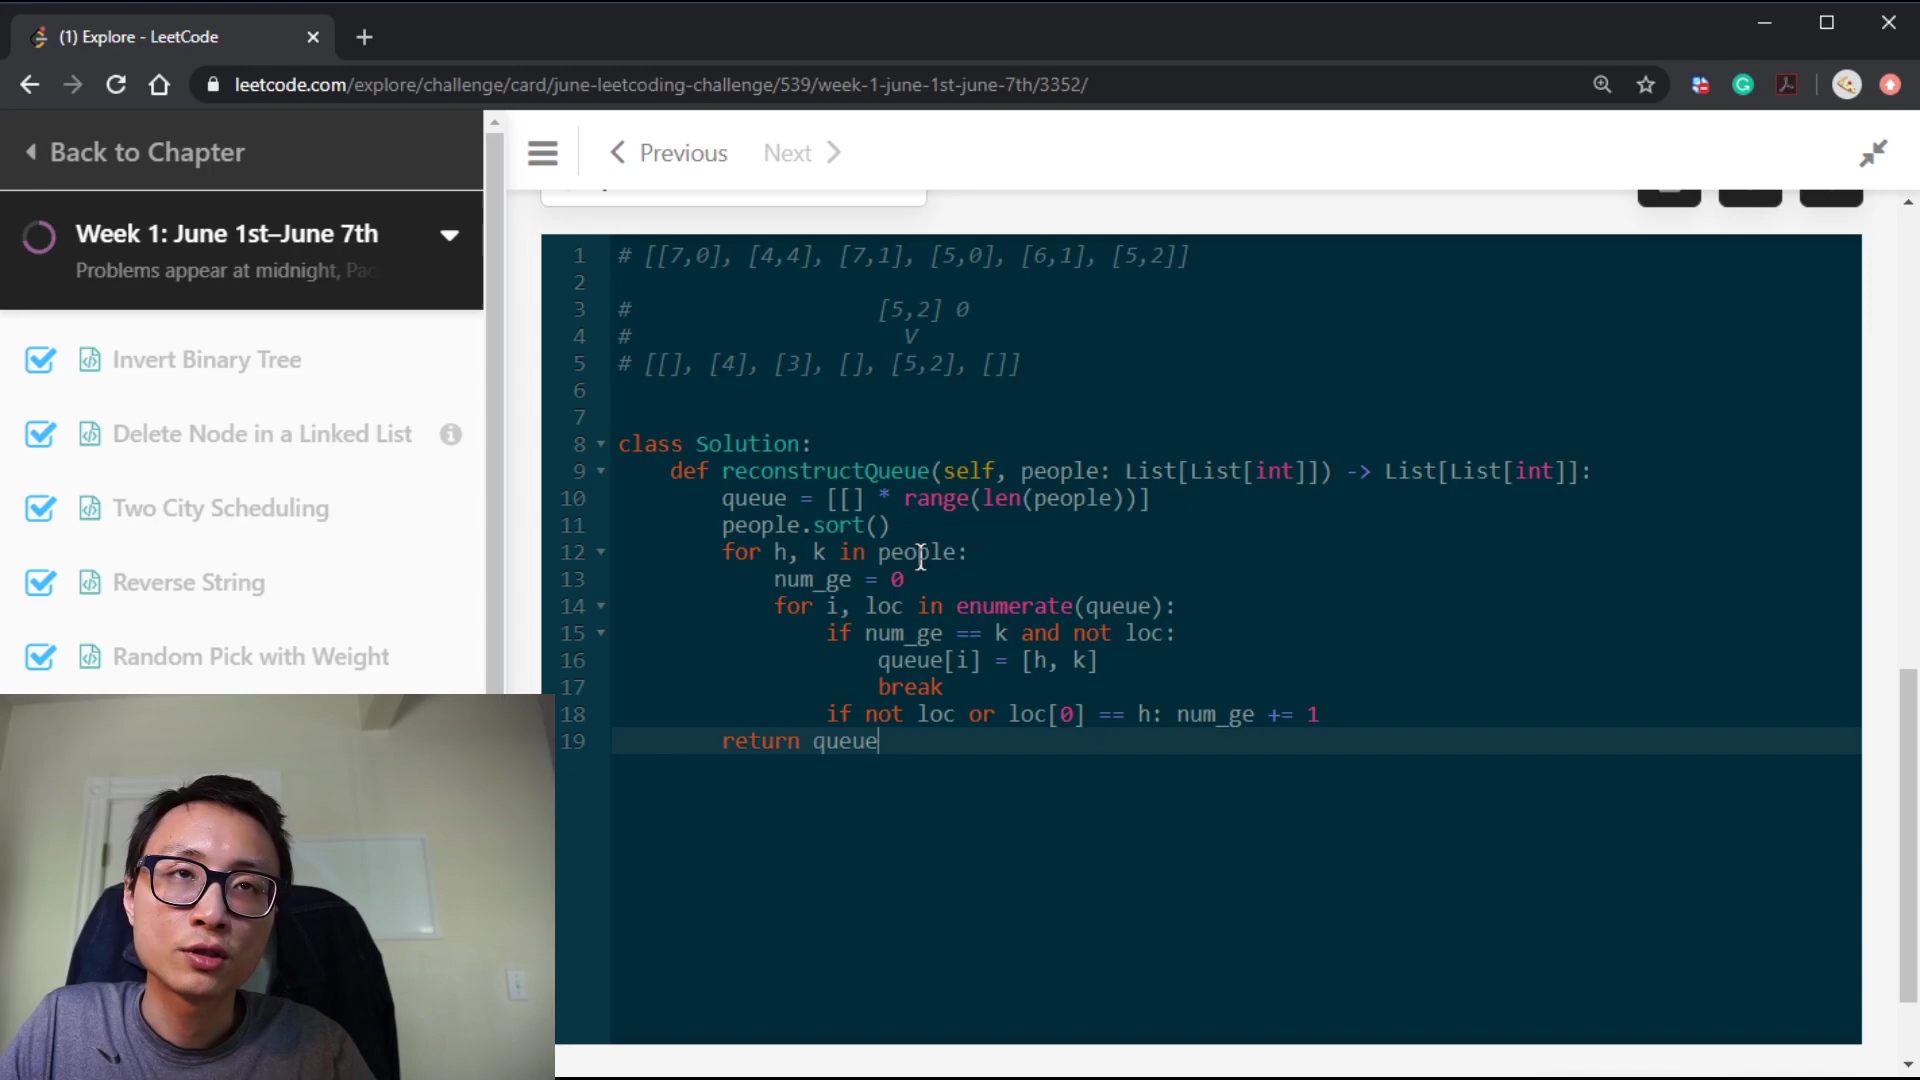 (1) Explore - LeetCode
leetcode.com/explore/challenge/card/june-leetcoding-challenge/539/week-1-june-1st-june-7th/3352/
Back to Chapter
Previous
Next
Week 1: June 1st–June 7th
Problems appear at midnight, Pac
Invert Binary Tree
Delete Node in a Linked List
Two City Scheduling
Reverse String
Random Pick with Weight
1 # [[7,0], [4,4], [7,1], [5,0], [6,1], [5,2]]
2
3 # [5,2] 0
4 # V
5 # [[], [4], [3], [], [5,2], []]
6
7
8 class Solution:
9 def reconstructQueue(self, people: List[List[int]]) -> List[List[int]]:
10 queue = [[] * range(len(people))]
11 people.sort()
12 for h, k in people:
13 num_ge = 0
14 for i, loc in enumerate(queue):
15 if num_ge == k and not loc:
16 queue[i] = [h, k]
17 break
18 if not loc or loc[0] == h: num_ge += 1
19 return queue